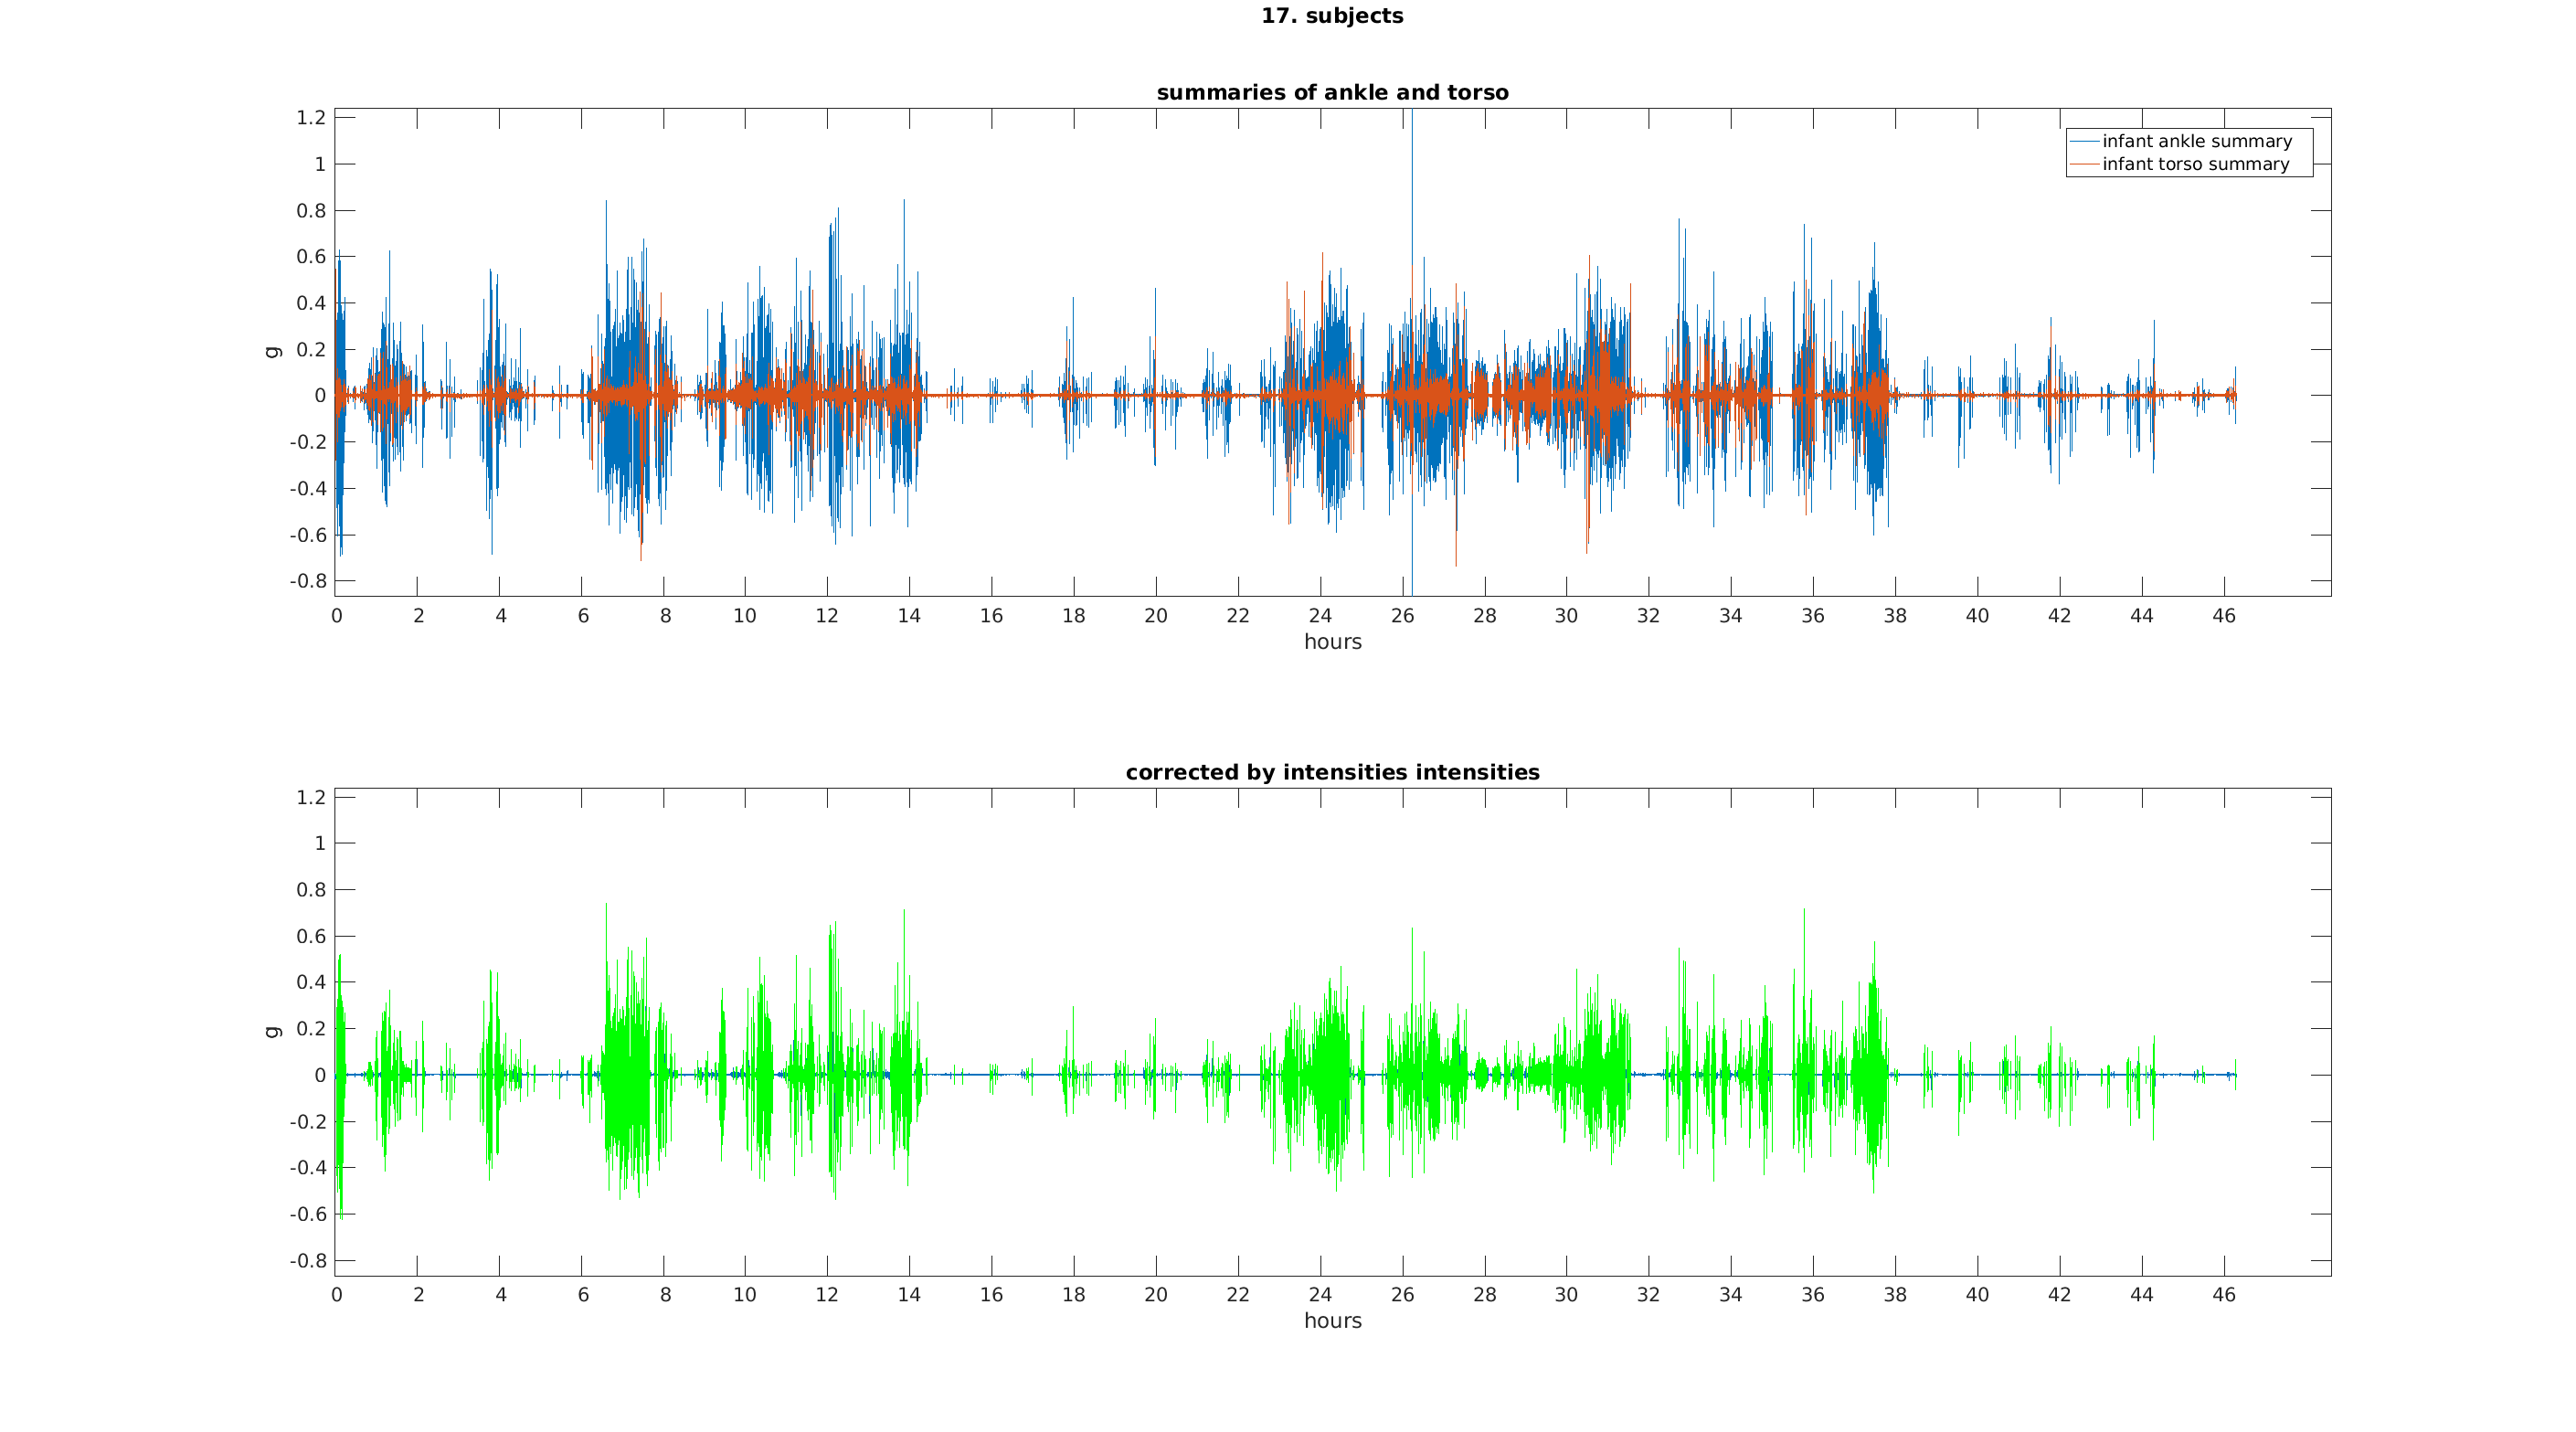 17. subjects
summaries of ankle and torso
1.2
1
0.8
0.6
0.4
0.2
0
-0.2
-0.4
-0.6
-0.8
g
infant ankle summary
infant torso summary
0 2 4 6 8 10 12 14 16 18 20 22 24 26 28 30 32 34 36 38 40 42 44 46
hours
corrected by intensities intensities
1.2
1
0.8
0.6
0.4
0.2
0
-0.2
-0.4
-0.6
-0.8
g
0 2 4 6 8 10 12 14 16 18 20 22 24 26 28 30 32 34 36 38 40 42 44 46
hours